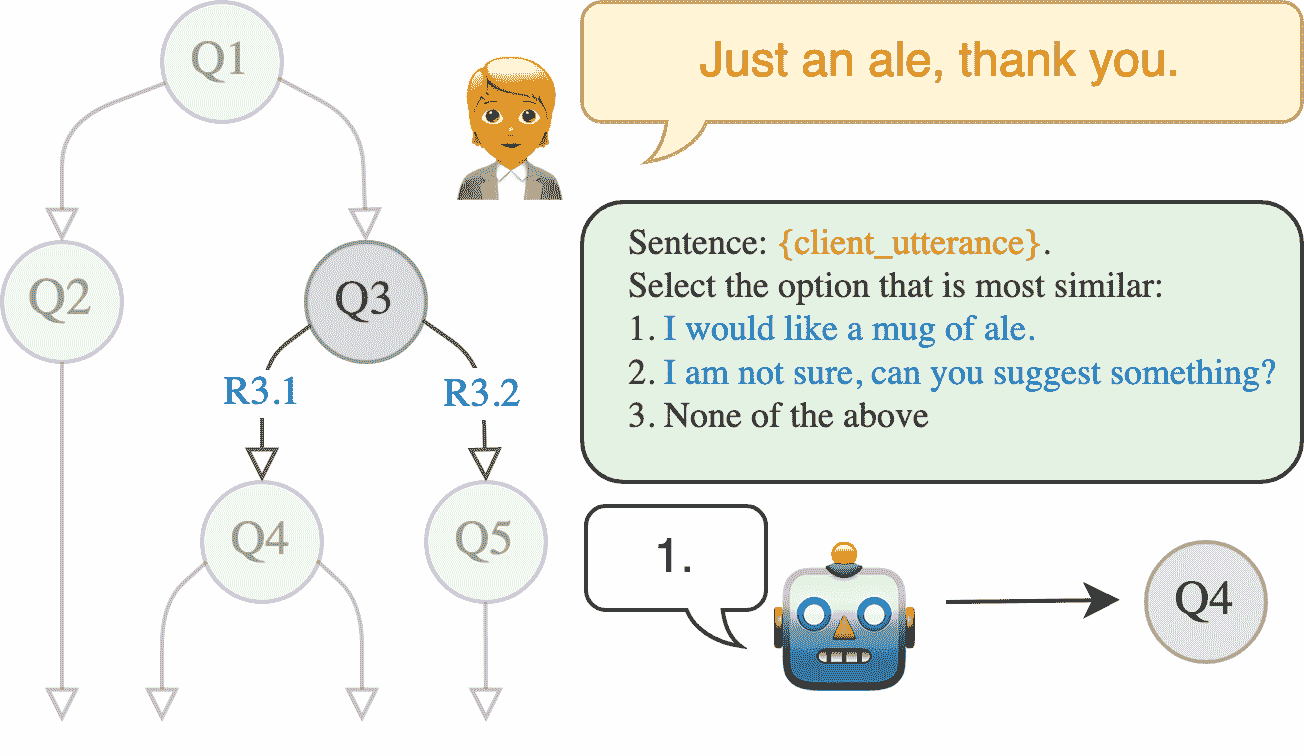 Q1
Just an ale, thank you.
Sentence: {client_utterance}.
Select the option that is most similar:
1. I would like a mug of ale.
2. I am not sure, can you suggest something?
3. None of the above
Q2
Q3
R3.1
R3.2
Q4
Q5
1.
Q4